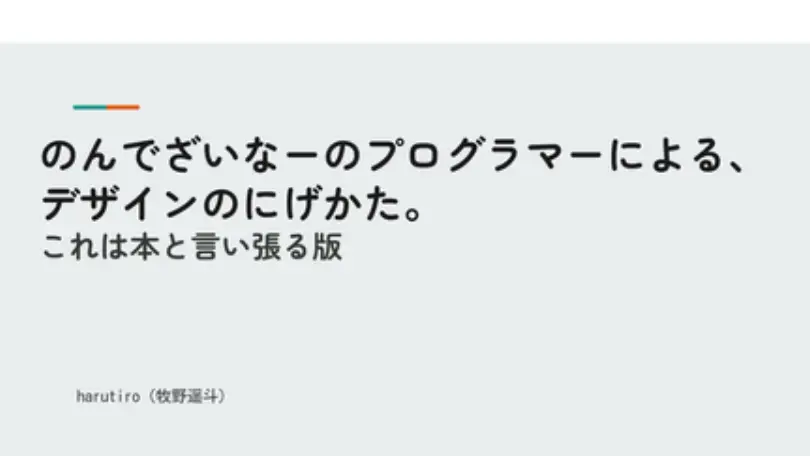 のんでざいなーのプログラマーによる、
デザインのにげかた。
これは本と言い張る版
harutiro（牧野遥斗）